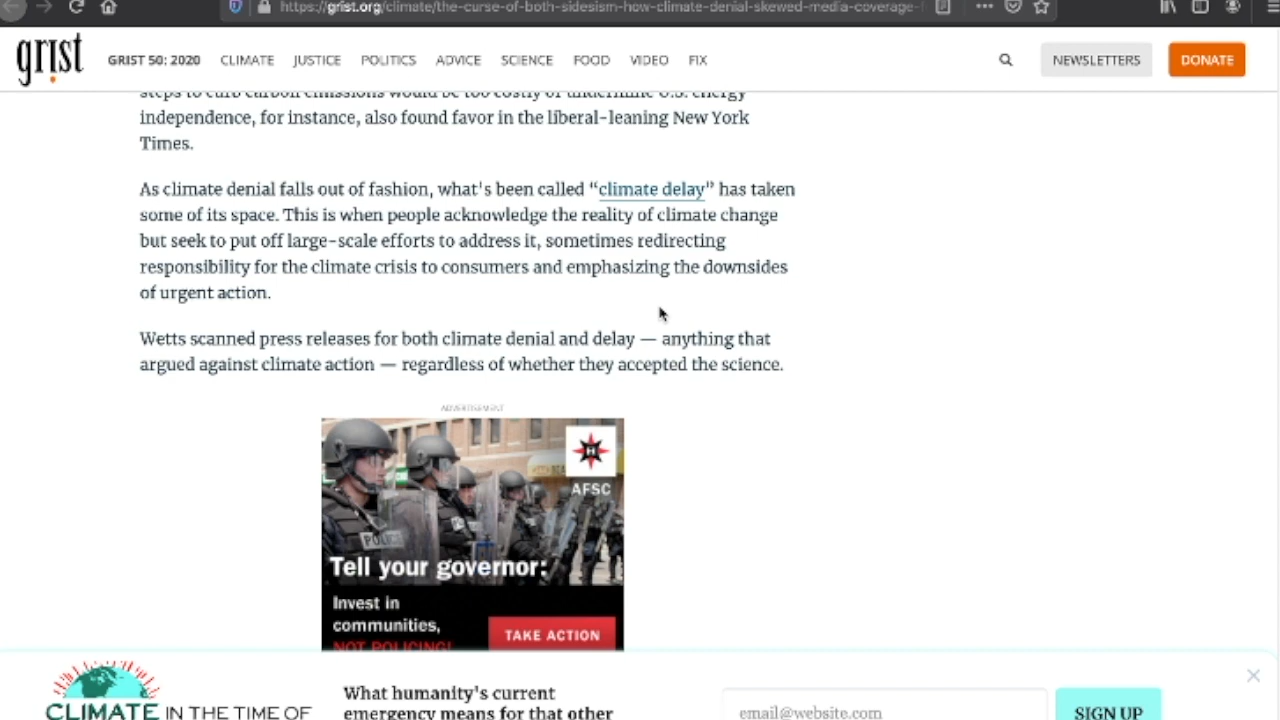 https://grist.org/climate/the-curse-of-both-sidesism-how-climate-denial-skewed-media-coverage-
grist
GRIST 50: 2020 CLIMATE JUSTICE POLITICS ADVICE SCIENCE FOOD VIDEO FIX NEWSLETTERS DONATE
steps to curb carbon emissions would be too costly or undermine U.S. energy
independence, for instance, also found favor in the liberal-leaning New York
Times.
As climate denial falls out of fashion, what's been called “climate delay” has taken
some of its space. This is when people acknowledge the reality of climate change
but seek to put off large-scale efforts to address it, sometimes redirecting
responsibility for the climate crisis to consumers and emphasizing the downsides
of urgent action.
Wetts scanned press releases for both climate denial and delay — anything that
argued against climate action — regardless of whether they accepted the science.
ADVERTISEMENT
AFSC
POLICE
Tell your governor:
Invest in
communities,
NOT POLICING!
TAKE ACTION
CLIMATE IN THE TIME OF
What humanity's current
emergency means for that other
email@website.com
SIGN UP